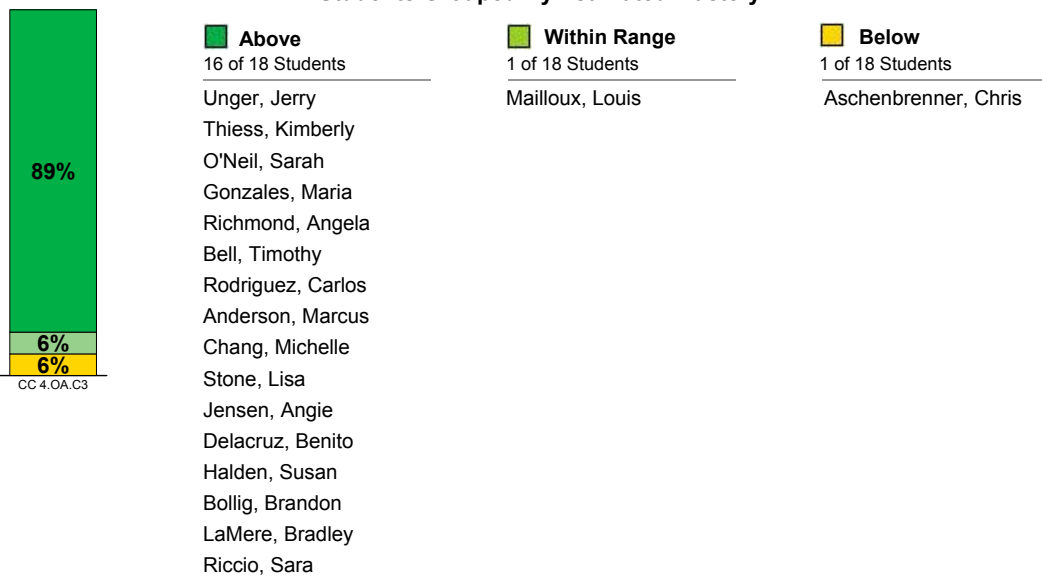 89%
6%
6%
CC 4.OA.C3
Above
16 of 18 Students
Unger, Jerry
Thiess, Kimberly
O'Neil, Sarah
Gonzales, Maria
Richmond, Angela
Bell, Timothy
Rodriguez, Carlos
Anderson, Marcus
Chang, Michelle
Stone, Lisa
Jensen, Angie
Delacruz, Benito
Halden, Susan
Bollig, Brandon
LaMere, Bradley
Riccio, Sara
Within Range
1 of 18 Students
Mailloux, Louis
Below
1 of 18 Students
Aschenbrenner, Chris